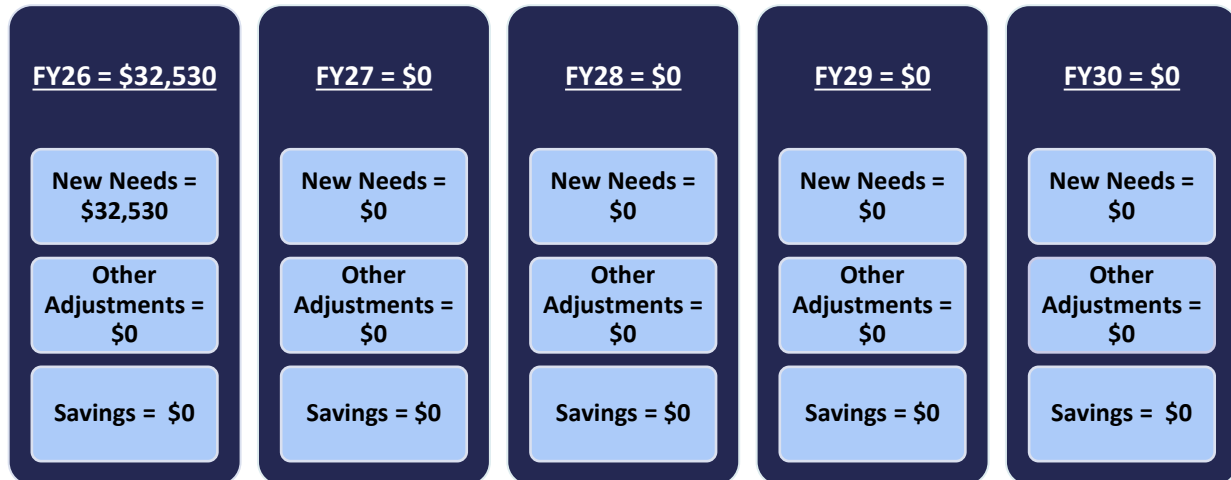 FY26 = $32,530
New Needs =
$32,530
Other
Adjustments =
$0
Savings =  $0
FY27 = $0
New Needs =
$0
Other
Adjustments =
$0
Savings = $0
FY28 = $0
New Needs =
$0
Other
Adjustments =
$0
Savings = $0
FY29 = $0
New Needs =
$0
Other
Adjustments =
$0
Savings = $0
FY30 = $0
New Needs =
$0
Other
Adjustments =
$0
Savings =  $0